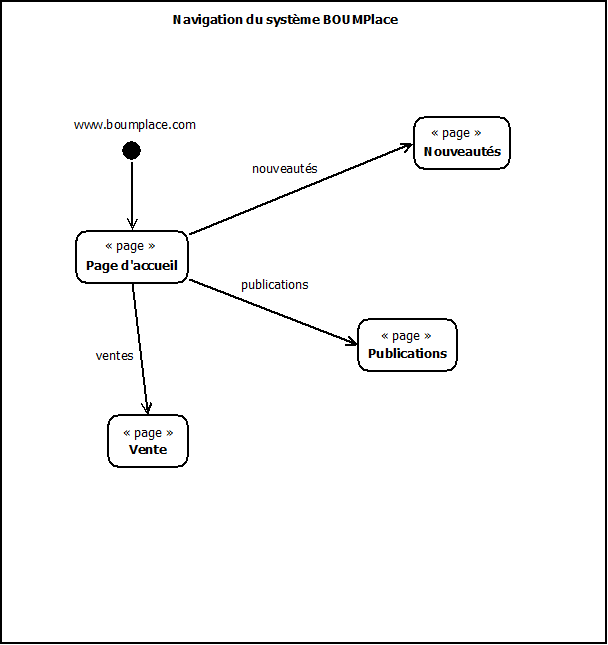 Navigation du système BOUMPlace
www.boumplace.com
« page »
Nouveautés
nouveautés
« page »
Page d'accueil
publications
« page »
Publications
ventes
« page »
Vente